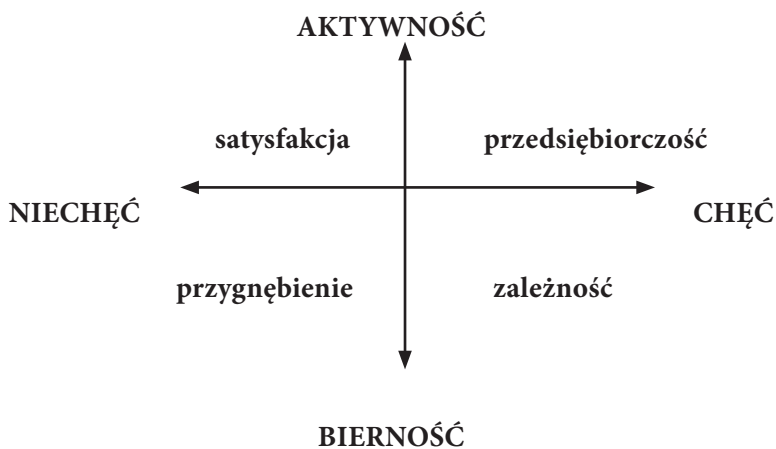 AKTYWNOŚĆ
satysfakcja przedsiębiorczość
NIECHĘĆ CHĘĆ
przygnębienie zależność
BIERNOŚĆ